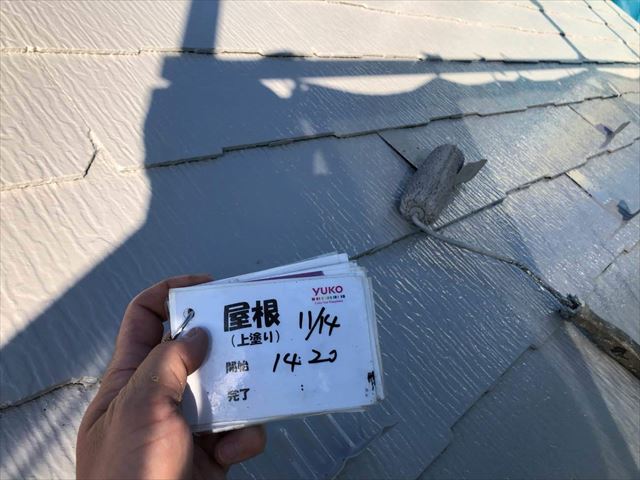 YUKO
屋根 11/14
(上塗り)
開始 14:20
完了 :